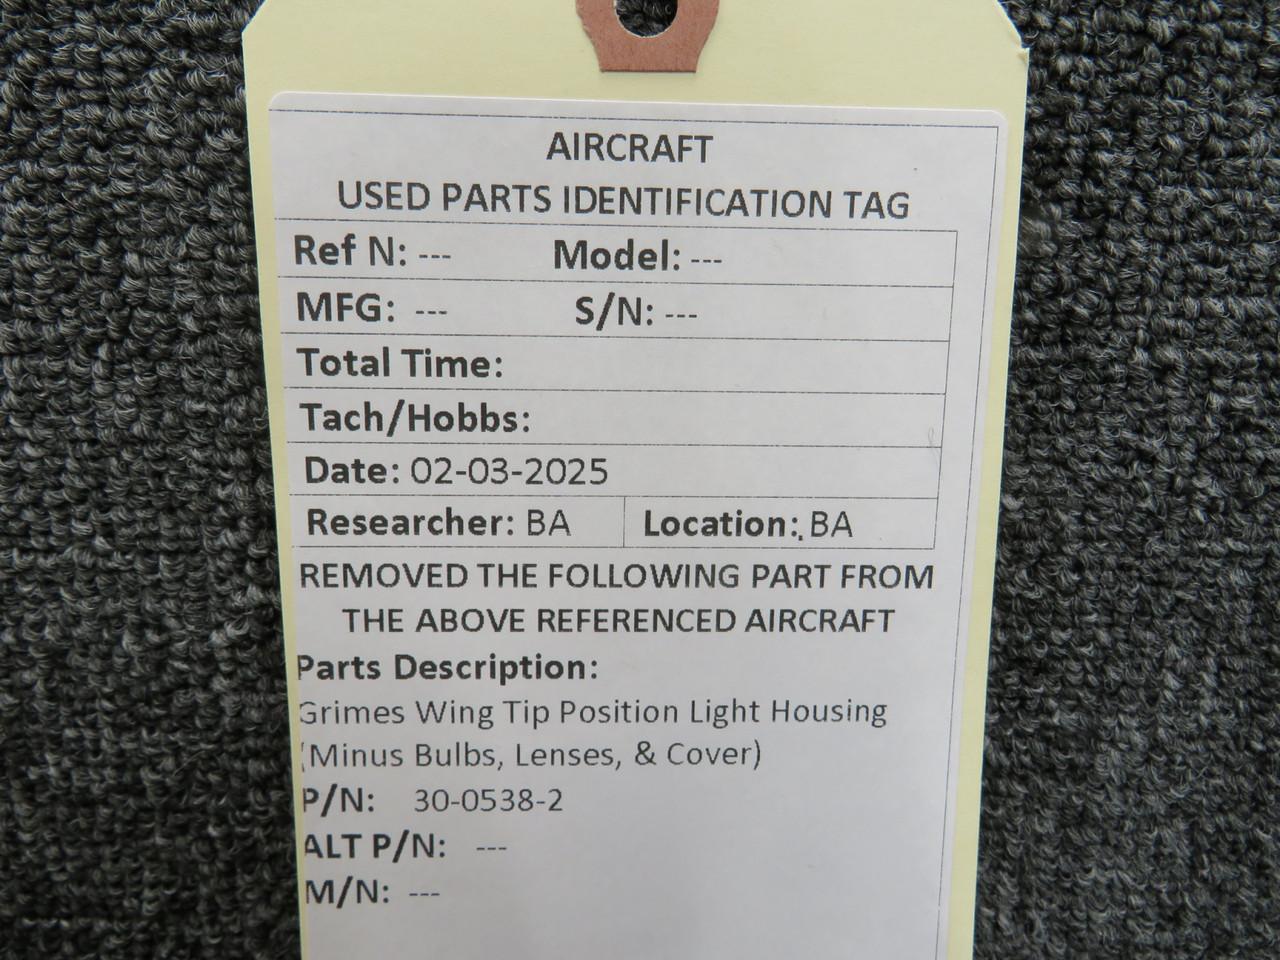 AIRCRAFT
USED PARTS IDENTIFICATION TAG
Ref N: --- Model: ---
MFG: --- S/N: ---
Total Time:
Tach/Hobbs:
Date: 02-03-2025
Researcher: BA Location: BA
REMOVED THE FOLLOWING PART FROM
THE ABOVE REFERENCED AIRCRAFT
Parts Description:
Grimes Wing Tip Position Light Housing
(Minus Bulbs, Lenses, & Cover)
P/N: 30-0538-2
ALT P/N: ---
M/N: ---